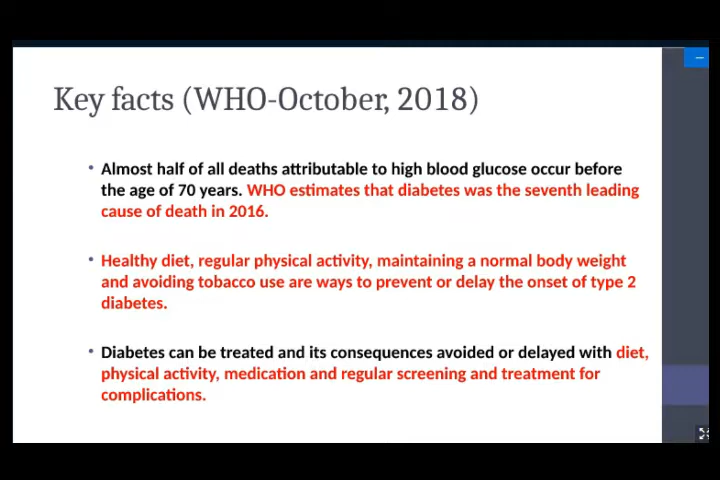 Key facts (WHO-October, 2018)
• Almost half of all deaths attributable to high blood glucose occur before
the age of 70 years. WHO estimates that diabetes was the seventh leading
cause of death in 2016.
• Healthy diet, regular physical activity, maintaining a normal body weight
and avoiding tobacco use are ways to prevent or delay the onset of type 2
diabetes.
• Diabetes can be treated and its consequences avoided or delayed with diet,
physical activity, medication and regular screening and treatment for
complications.